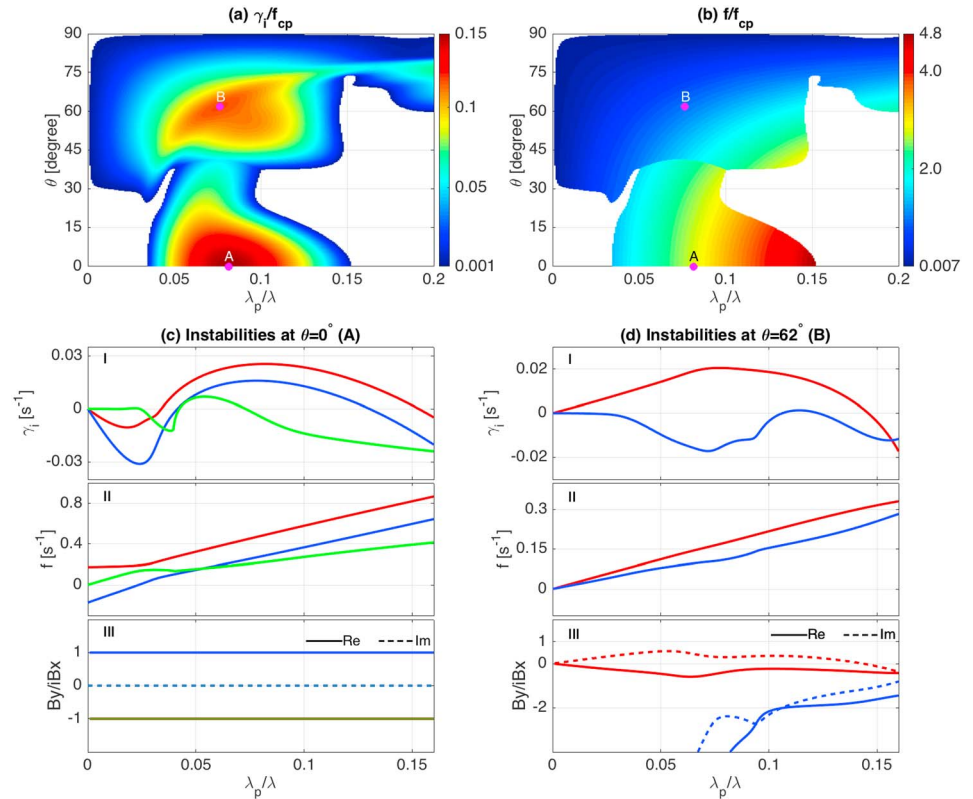 (a) γi/fcp
(b) f/fcp
90
75
60
45
30
15
0
θ [degree]
B
A
0
0.05
0.1
0.15
0.2
λp/λ
0.15
0.1
0.05
0.001
90
75
60
45
30
15
0
θ [degree]
B
A
0
0.05
0.1
0.15
0.2
λp/λ
4.8
4.0
2.0
0.007
(c) Instabilities at θ=0° (A)
I
0.03
0
-0.03
γi [s-1]
II
0.8
0.4
0
f [s-1]
III
Re
Im
1
0
-1
By/iBx
0
0.05
0.1
0.15
λp/λ
(d) Instabilities at θ=62° (B)
I
0.02
0
-0.02
γi [s-1]
II
0.3
0.15
0
f [s-1]
III
Re
Im
1
0
-2
By/iBx
0
0.05
0.1
0.15
λp/λ